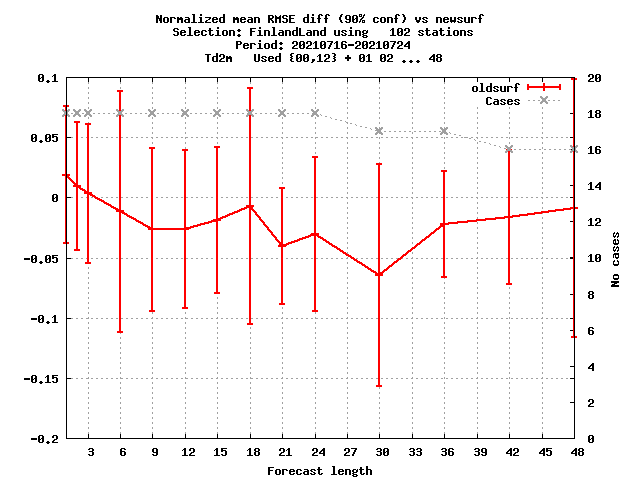 Normalized mean RMSE diff (90% conf) vs newsurf
Selection: FinlandLand using   102 stations
Period: 20210716-20210724
Td2m   Used {00,12} + 01 02 ... 48
oldsurf
Cases
0.1
0.05
0
-0.05
-0.1
-0.15
-0.2
20
18
16
14
12
10
8
6
4
2
0
No cases
3 6 9 12 15 18 21 24 27 30 33 36 39 42 45 48
Forecast length